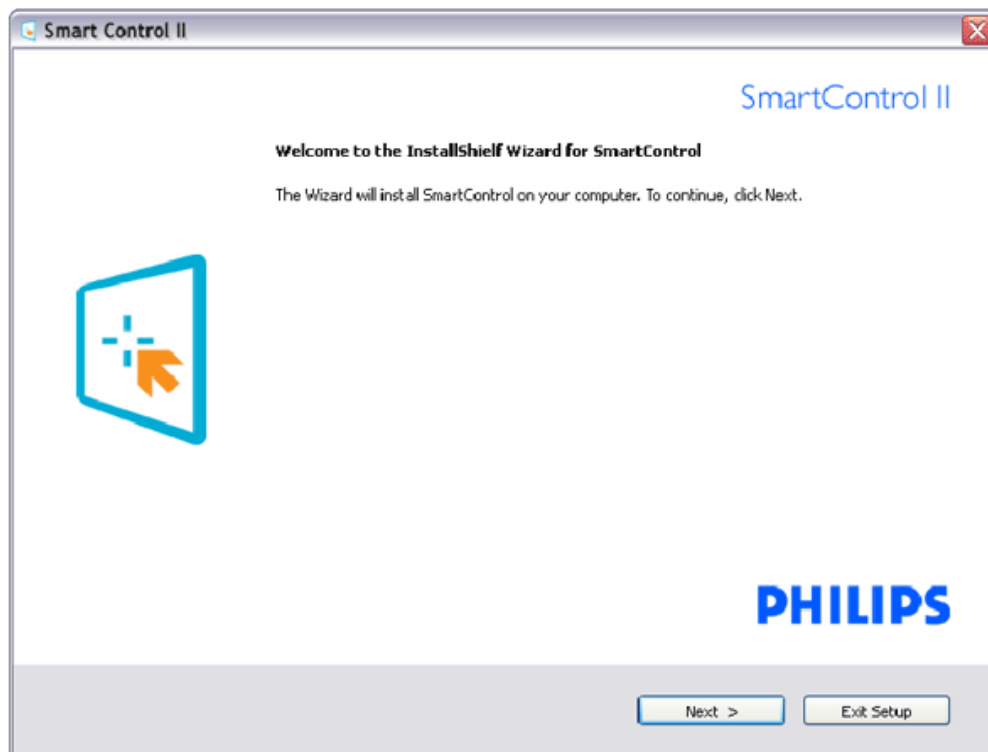 Smart Control II
SmartControl II
Welcome to the InstallShield Wizard for SmartControl
The Wizard will install SmartControl on your computer. To continue, click Next.
PHILIPS
Next >
Exit Setup